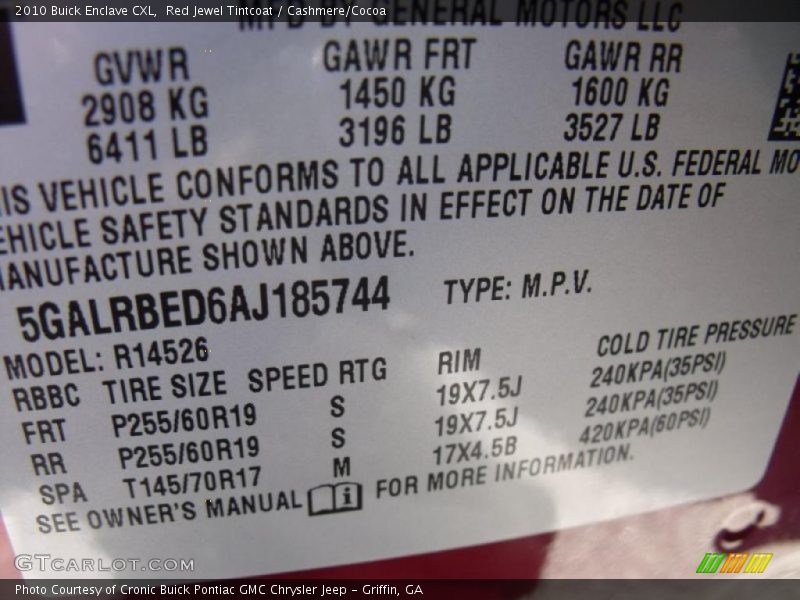 2010 Buick Enclave CXL, Red Jewel Tintcoat / Cashmere/Cocoa
MFD BY GENERAL MOTORS LLC
GVWR GAWR FRT GAWR RR
2908 KG 1450 KG 1600 KG
6411 LB 3196 LB 3527 LB
IS VEHICLE CONFORMS TO ALL APPLICABLE U.S. FEDERAL MO
EHICLE SAFETY STANDARDS IN EFFECT ON THE DATE OF
ANUFACTURE SHOWN ABOVE.
5GALRBED6AJ185744 TYPE: M.P.V.
MODEL: R14526
RBBC TIRE SIZE SPEED RTG RIM COLD TIRE PRESSURE
FRT P255/60R19 S 19X7.5J 240KPA(35PSI)
RR P255/60R19 S 19X7.5J 240KPA(35PSI)
SPA T145/70R17 M 17X4.5B 420KPA(60PSI)
SEE OWNER'S MANUAL i FOR MORE INFORMATION.
GTCARLOT.COM
Photo Courtesy of Cronic Buick Pontiac GMC Chrysler Jeep - Griffin, GA